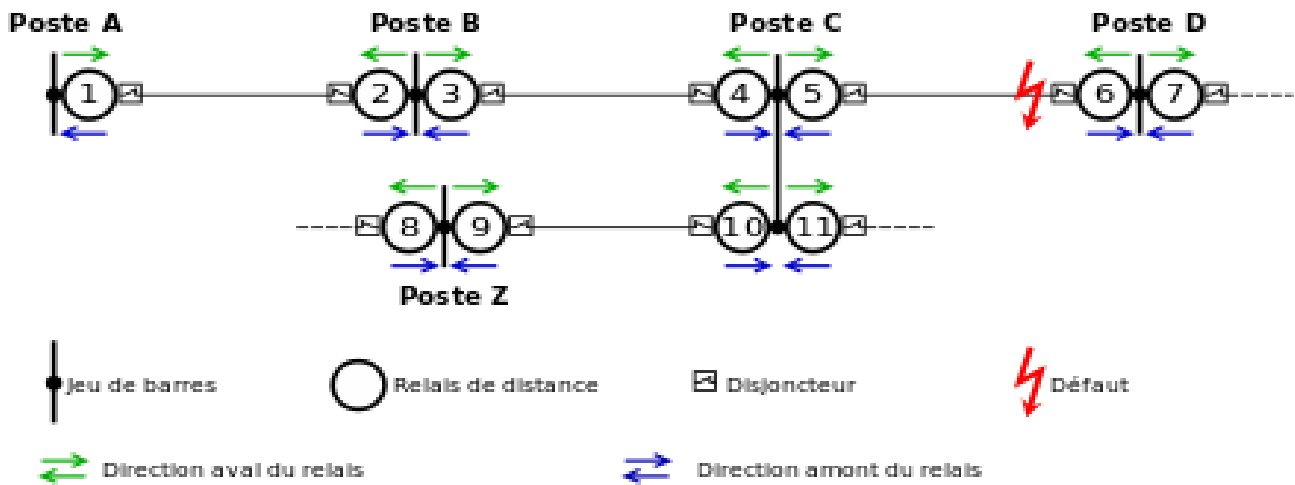 Poste A Poste B Poste C Poste D
1 2 3 4 5 6 7
8 9 10 11
Poste Z
Jeu de barres Relais de distance Disjoncteur Défaut
Direction aval du relais Direction amont du relais